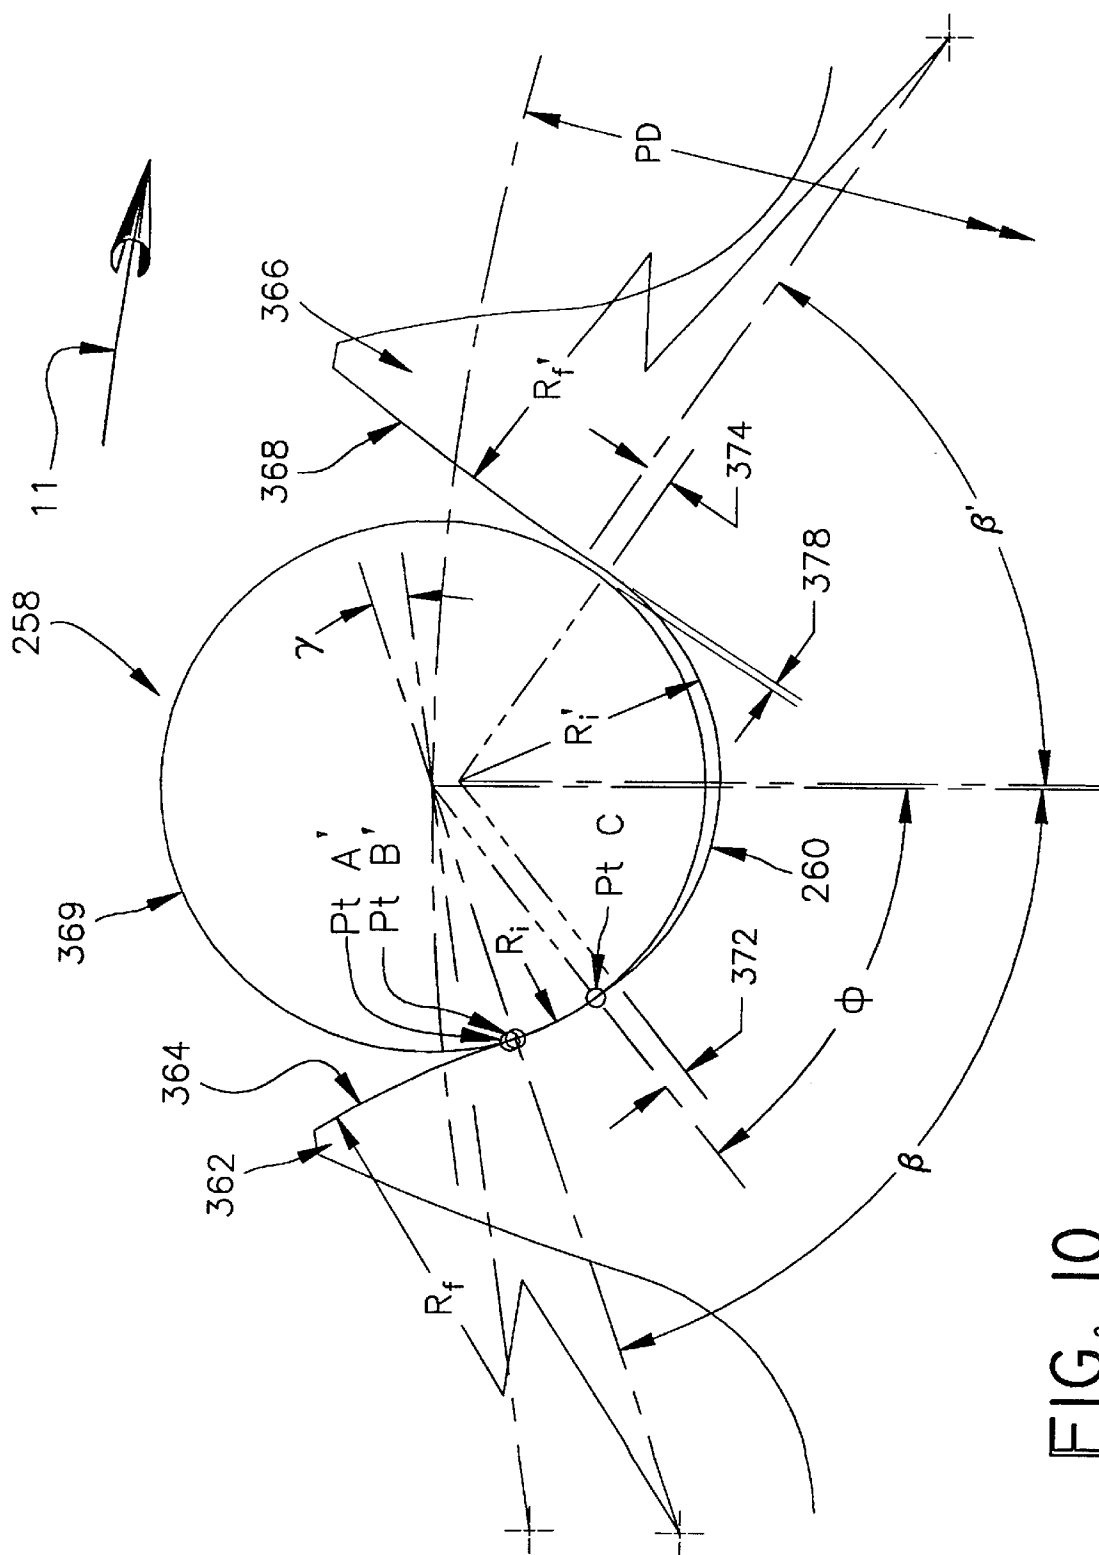 11
258
369
366
368
γ
Pt A'
Pt B'
364
362
PD
R_f'
R_i'
R_i
R_f
Pt C
374
378
372
260
ϕ
β
β'
FIG. 10